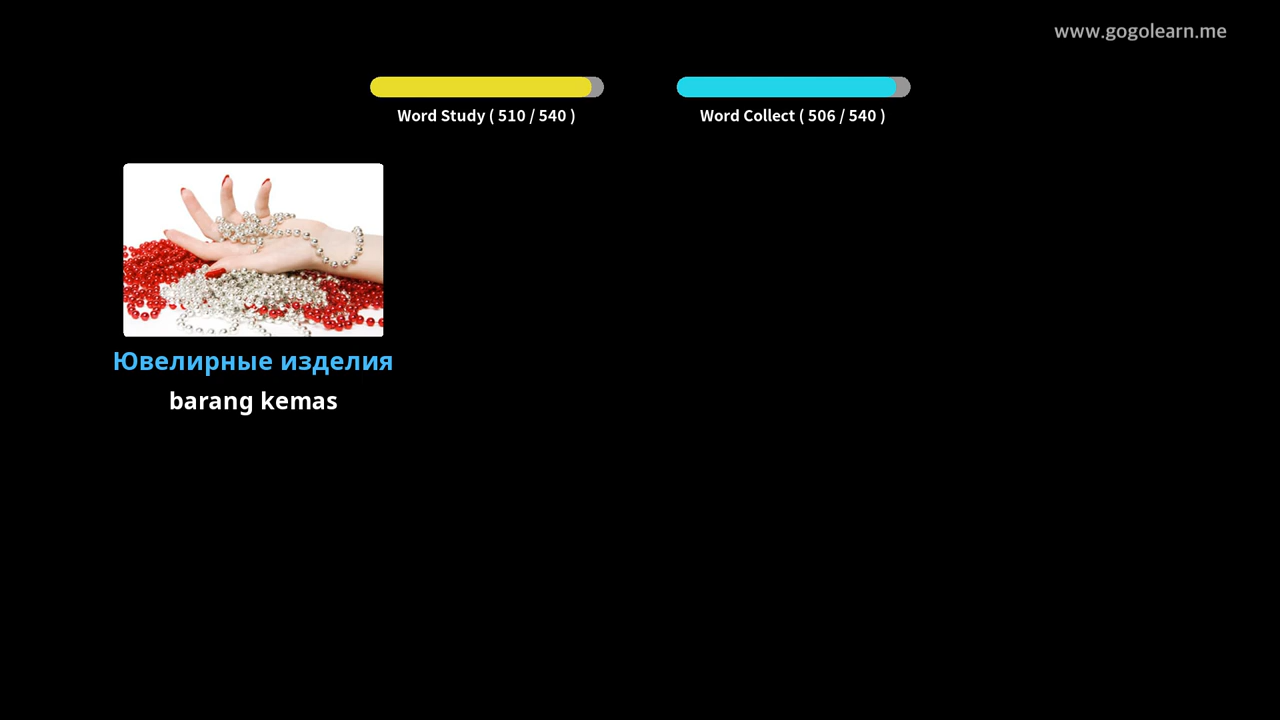 www.gogolearn.me
Word Study ( 510 / 540 )
Word Collect ( 506 / 540 )
Ювелирные изделия
barang kemas